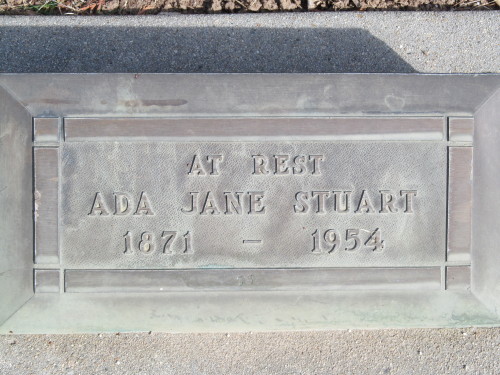 AT REST
ADA JANE STUART
1871 – 1954